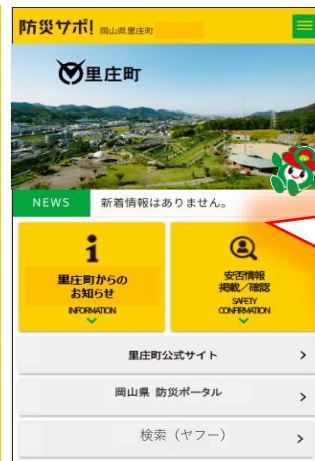 防災サポ! 岡山県里庄町
里庄町
NEWS 新着情報はありません。
里庄町からの
お知らせ
INFORMATION
安否情報
掲載／確認
SAFETY
CONFIRMATION
里庄町公式サイト
岡山県 防災ポータル
検索（ヤフー）